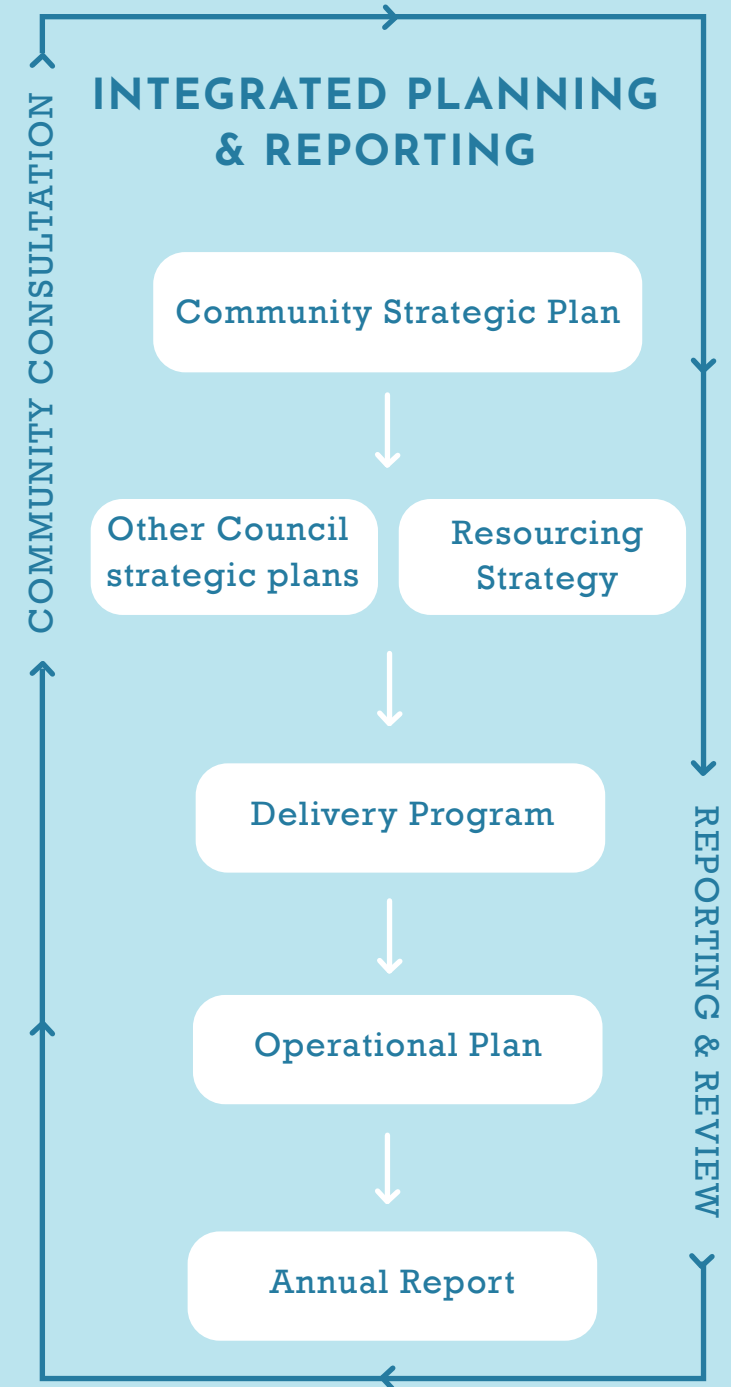 INTEGRATED PLANNING
& REPORTING
COMMUNITY CONSULTATION
Community Strategic Plan
Other Council
strategic plans
Resourcing
Strategy
Delivery Program
Operational Plan
Annual Report
REPORTING & REVIEW